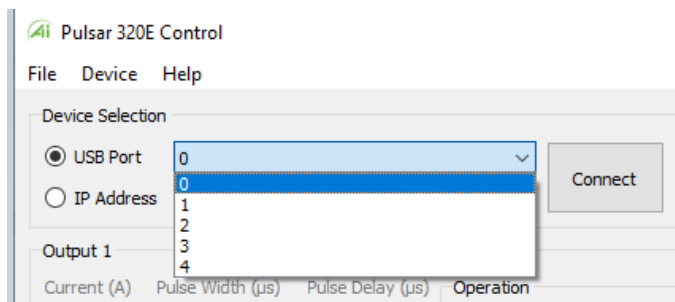 Ai Pulsar 320E Control
File Device Help
Device Selection
USB Port 0
0
Connect
IP Address
1
2
3
4
Output 1
Current (A) Pulse Width (µs) Pulse Delay (µs) Operation